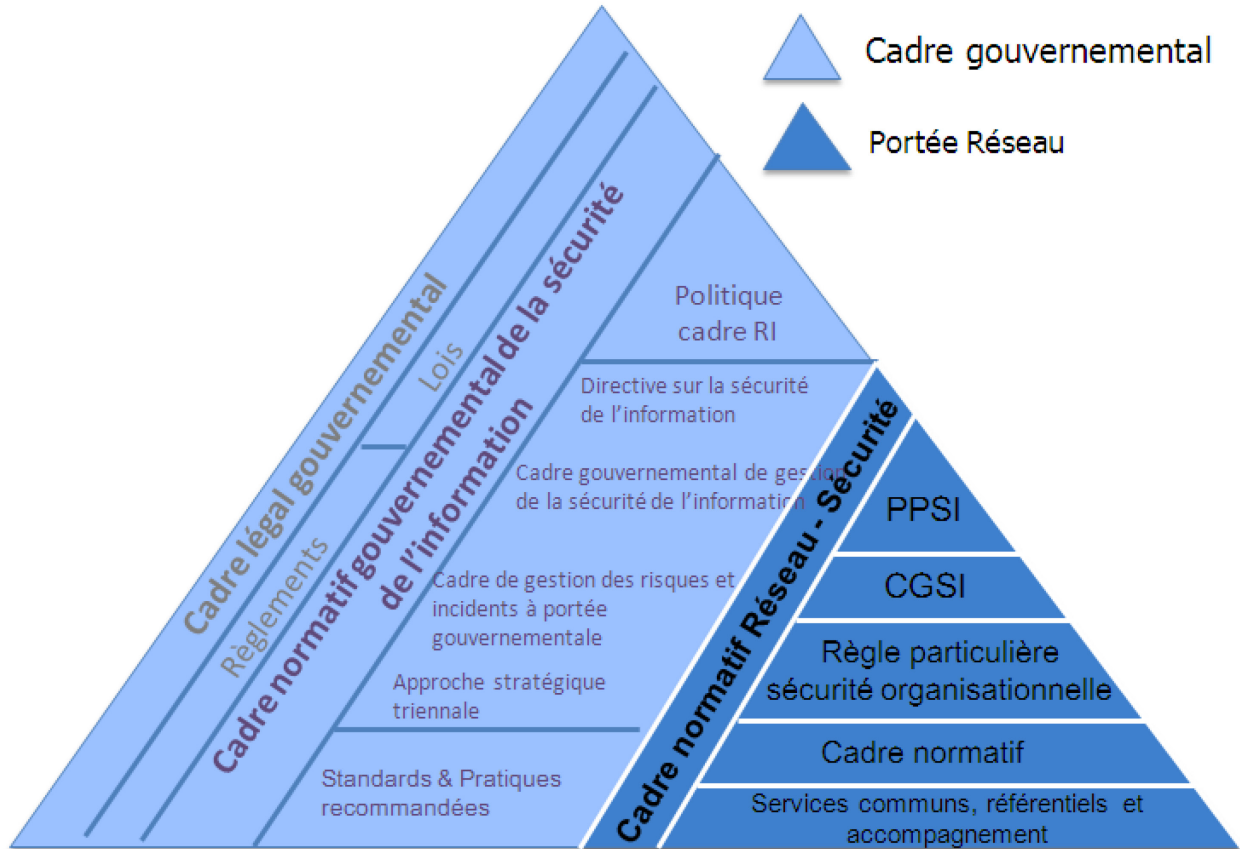 Cadre gouvernemental
Portée Réseau
Cadre légal gouvernemental
Lois
Règlements
Cadre normatif gouvernemental de la sécurité
de l'information
Politique
cadre RI
Directive sur la sécurité
de l'information
Cadre gouvernemental de gestion
de la sécurité de l'information
Cadre de gestion des risques et
incidents à portée
gouvernementale
Approche stratégique
triennale
Standards & Pratiques
recommandées
Cadre normatif Réseau - Sécurité
PPSI
CGSI
Règle particulière
sécurité organisationnelle
Cadre normatif
Services communs, référentiels et
accompagnement